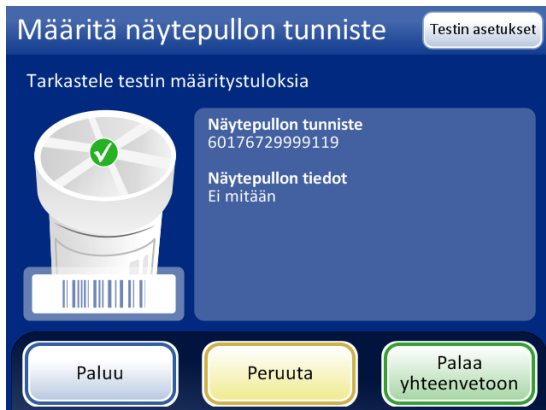 Määritä näytepullon tunniste
Testin asetukset
Tarkastele testin määritystuloksia
Näytepullon tunniste
60176729999119
Näytepullon tiedot
Ei mitään
Paluu
Peruuta
Palaa
yhteenvetoon